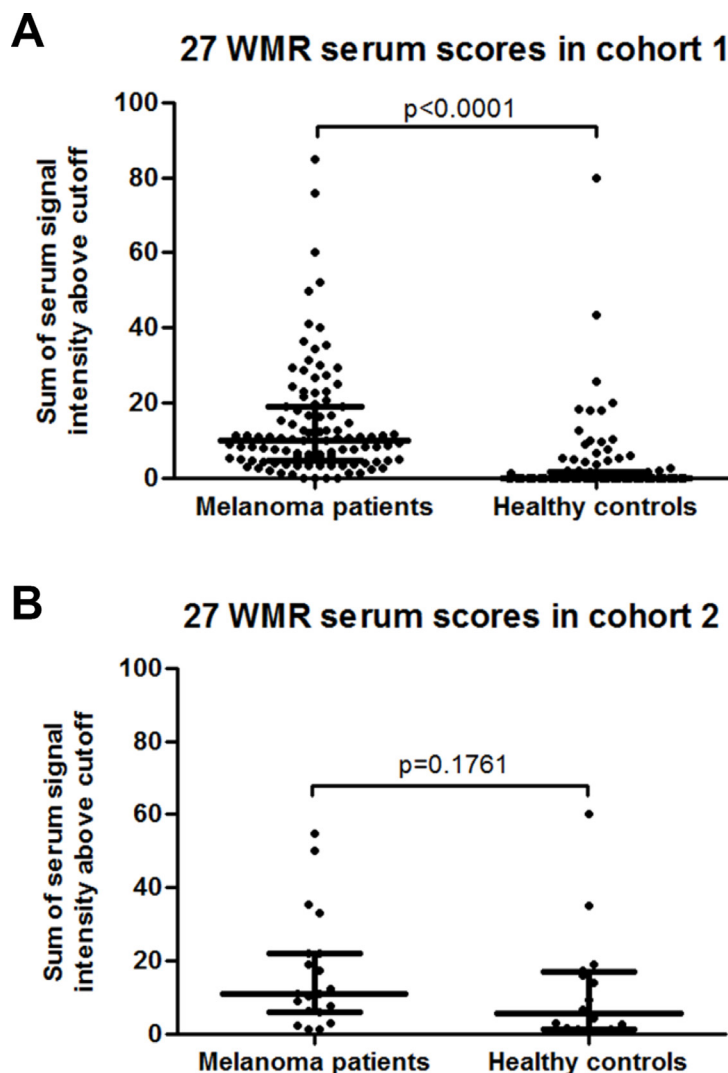 A
27 WMR serum scores in cohort 1
Sum of serum signal
intensity above cutoff
100
80
60
40
20
0
p<0.0001
Melanoma patients
Healthy controls
B
27 WMR serum scores in cohort 2
Sum of serum signal
intensity above cutoff
100
80
60
40
20
0
p=0.1761
Melanoma patients
Healthy controls